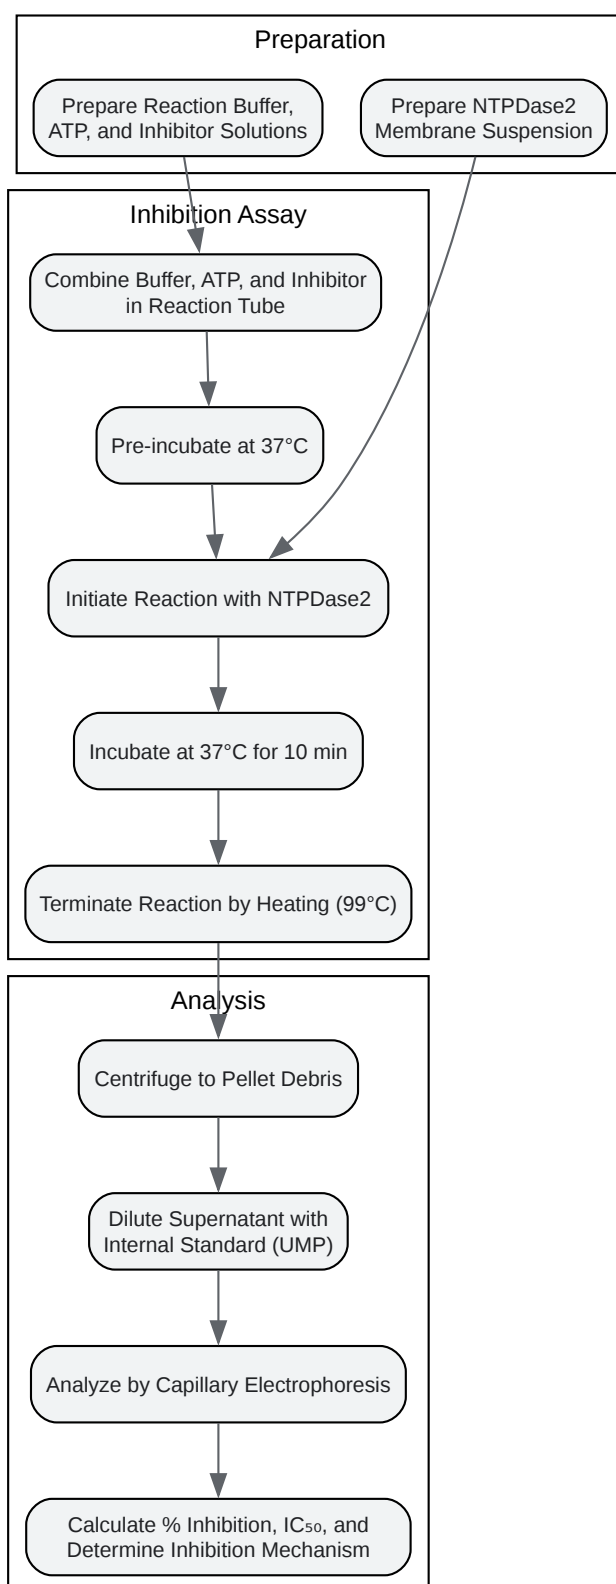 Preparation
Prepare Reaction Buffer,
ATP, and Inhibitor Solutions
Prepare NTPDase2
Membrane Suspension
Inhibition Assay
Combine Buffer, ATP, and Inhibitor
in Reaction Tube
Pre-incubate at 37°C
Initiate Reaction with NTPDase2
Incubate at 37°C for 10 min
Terminate Reaction by Heating (99°C)
Analysis
Centrifuge to Pellet Debris
Dilute Supernatant with
Internal Standard (UMP)
Analyze by Capillary Electrophoresis
Calculate % Inhibition, IC₅₀, and
Determine Inhibition Mechanism